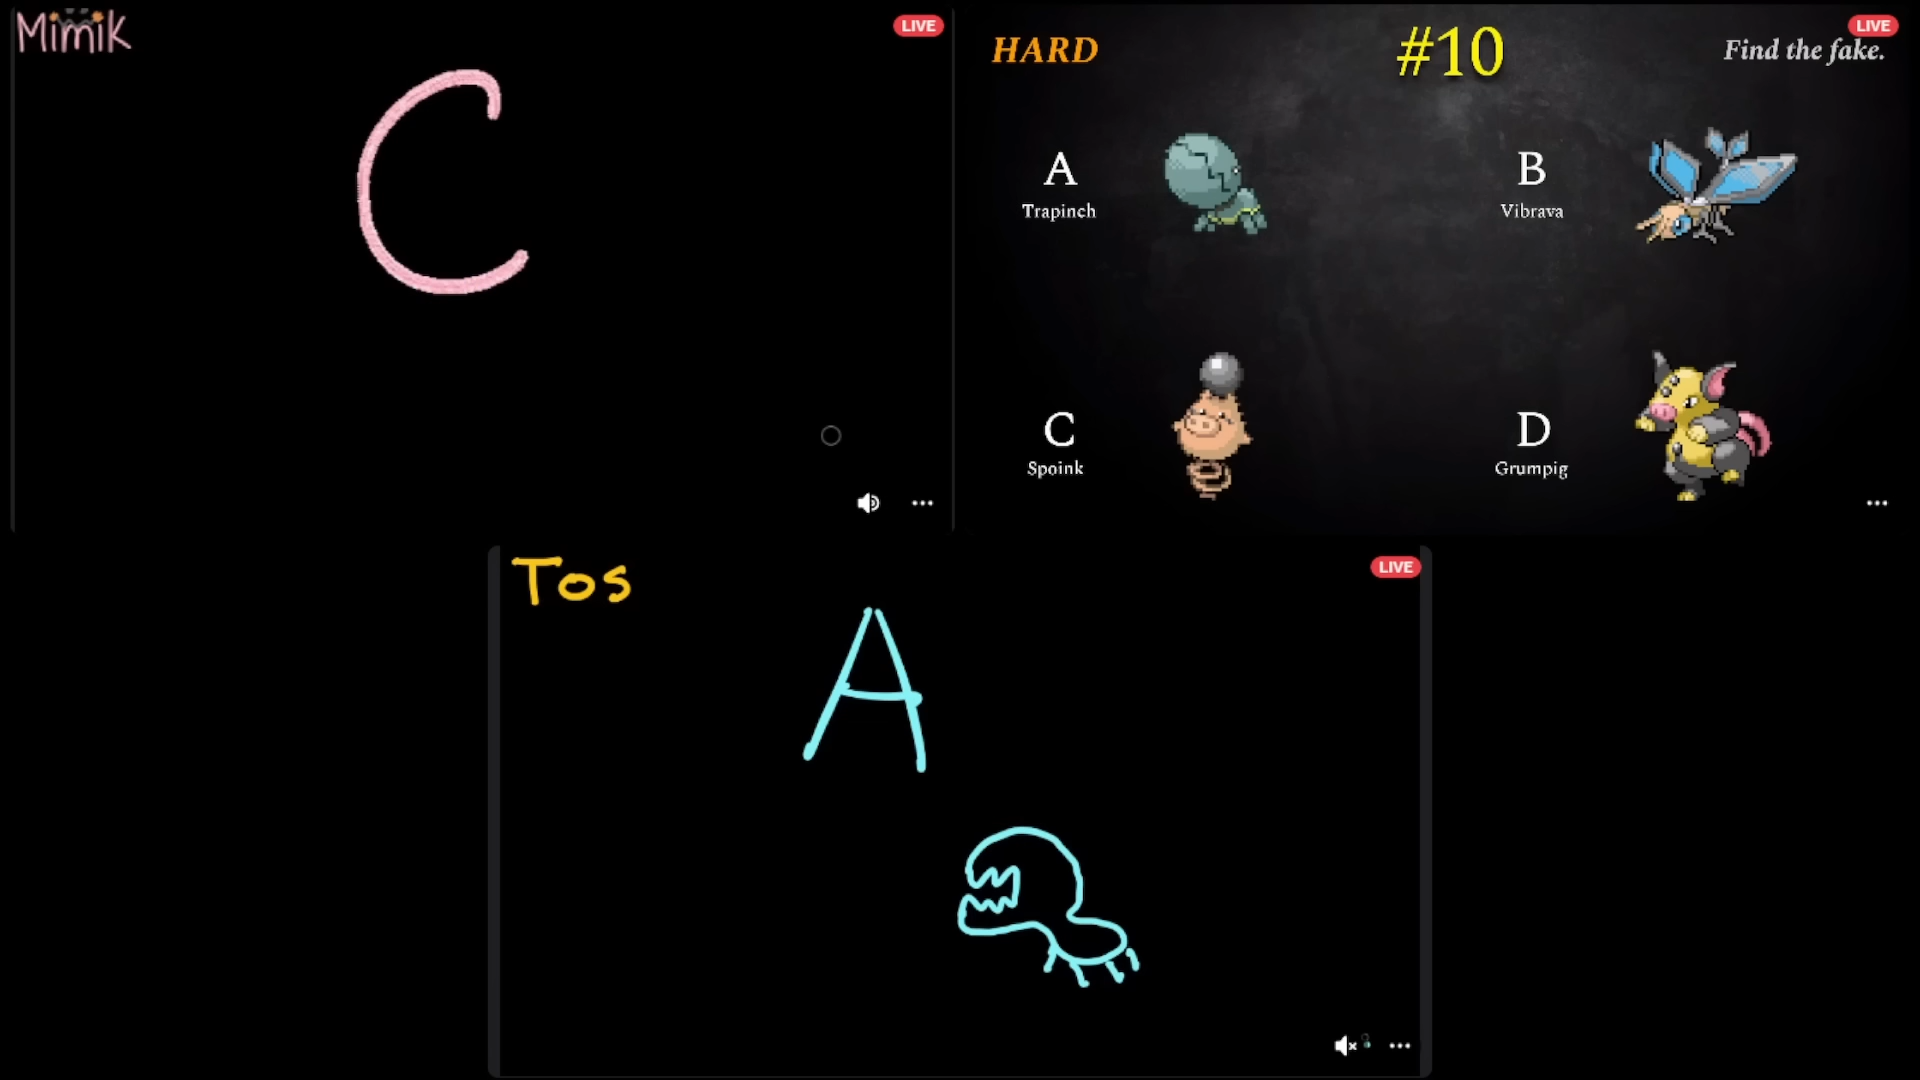 Mimik
LIVE
C
HARD
#10
LIVE
Find the fake.
A
Trapinch
B
Vibrava
C
Spoink
D
Grumpig
Tos
LIVE
A